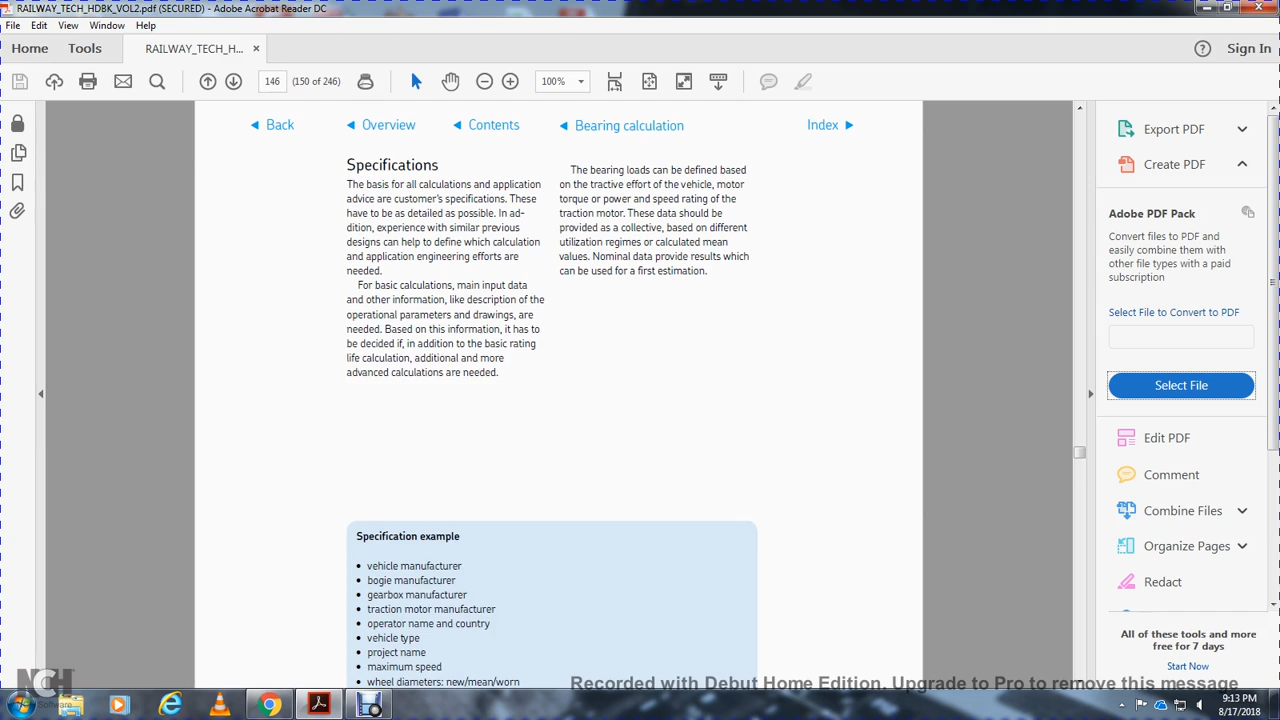 RAILWAY_TECH_HDBK_VOL2.pdf (SECURED) - Adobe Acrobat Reader DC
File Edit View Window Help
Home Tools RAILWAY_TECH_H... × Sign In
146 (150 of 246) 100%
Back Overview Contents Bearing calculation Index
Specifications
The basis for all calculations and application
advice are customer's specifications. These
have to be as detailed as possible. In ad-
dition, experience with similar previous
designs can help to define which calculation
and application engineering efforts are
needed.
For basic calculations, main input data
and other information, like description of the
operational parameters and drawings, are
needed. Based on this information, it has to
be decided if, in addition to the basic rating
life calculation, additional and more
advanced calculations are needed.
The bearing loads can be defined based
on the tractive effort of the vehicle, motor
torque or power and speed rating of the
traction motor. These data should be
provided as a collective, based on different
utilization regimes or calculated mean
values. Nominal data provide results which
can be used for a first estimation.
Specification example
• vehicle manufacturer
• bogie manufacturer
• gearbox manufacturer
• traction motor manufacturer
• operator name and country
• vehicle type
• project name
• maximum speed
• wheel diameters: new/mean/worn
Export PDF
Create PDF
Adobe PDF Pack
Convert files to PDF and
easily combine them with
other file types with a paid
subscription
Select File to Convert to PDF
Select File
Edit PDF
Comment
Combine Files
Organize Pages
Redact
All of these tools and more
free for 7 days
Start Now
NCH
Software
Recorded with Debut Home Edition. Upgrade to Pro to remove this message
9:13 PM
8/17/2018